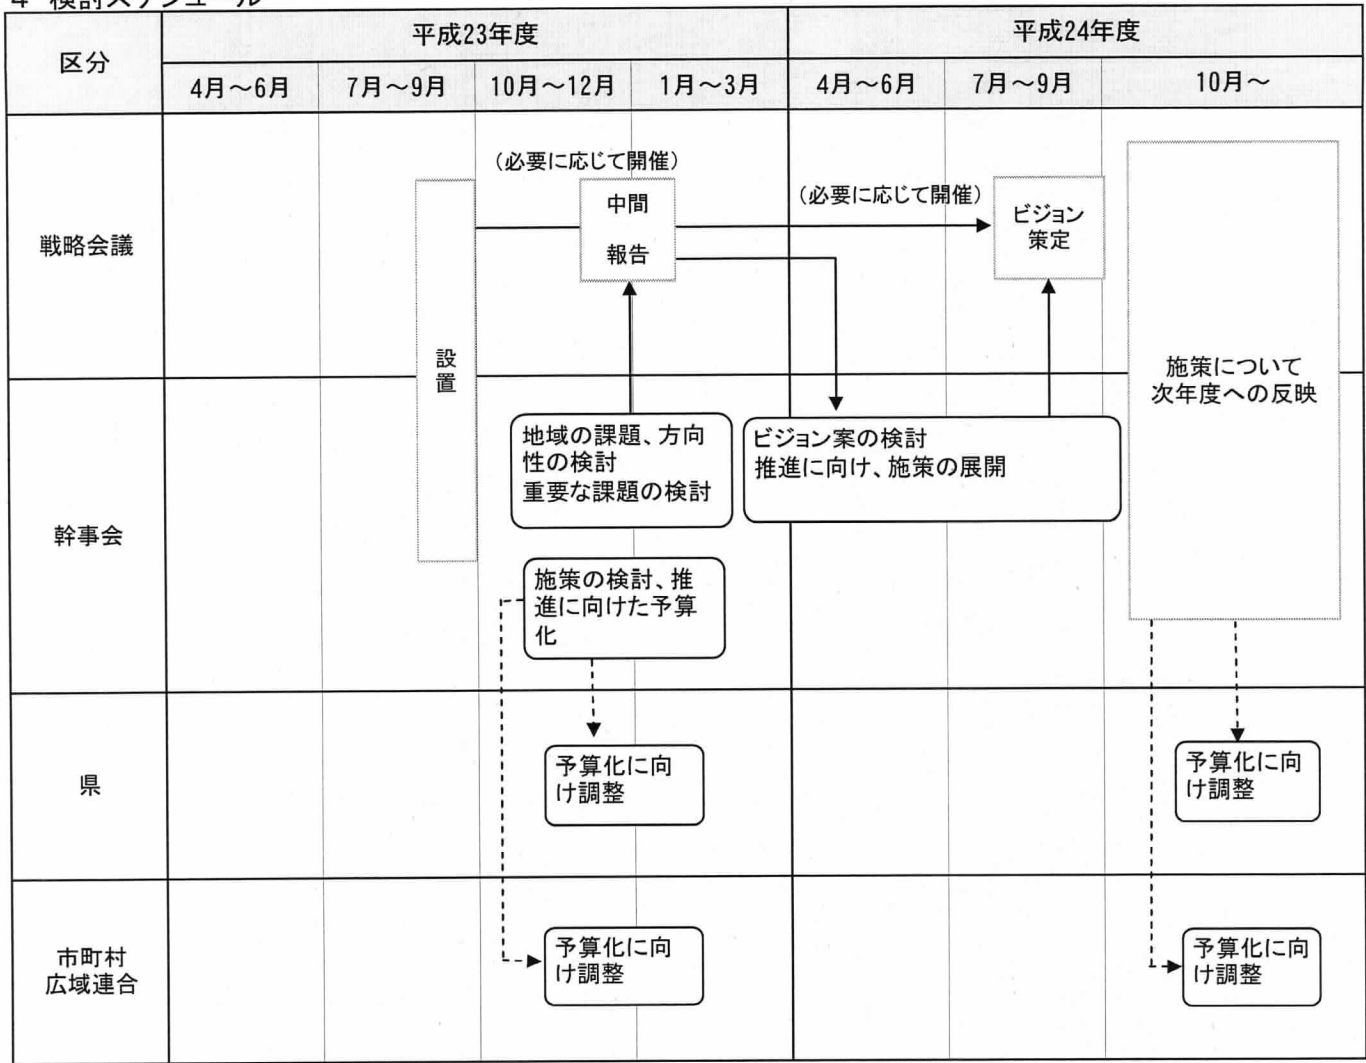 4 検討スケジュール
区分
平成23年度
平成24年度
4月～6月
7月～9月
10月～12月
1月～3月
4月～6月
7月～9月
10月～
戦略会議
設
置
（必要に応じて開催）
中間
報告
（必要に応じて開催）
ビジョン
策定
施策について
次年度への反映
幹事会
地域の課題、方向
性の検討
重要な課題の検討
ビジョン案の検討
推進に向け、施策の展開
施策の検討、推
進に向けた予算
化
県
予算化に向
け調整
予算化に向
け調整
市町村
広域連合
予算化に向
け調整
予算化に向
け調整